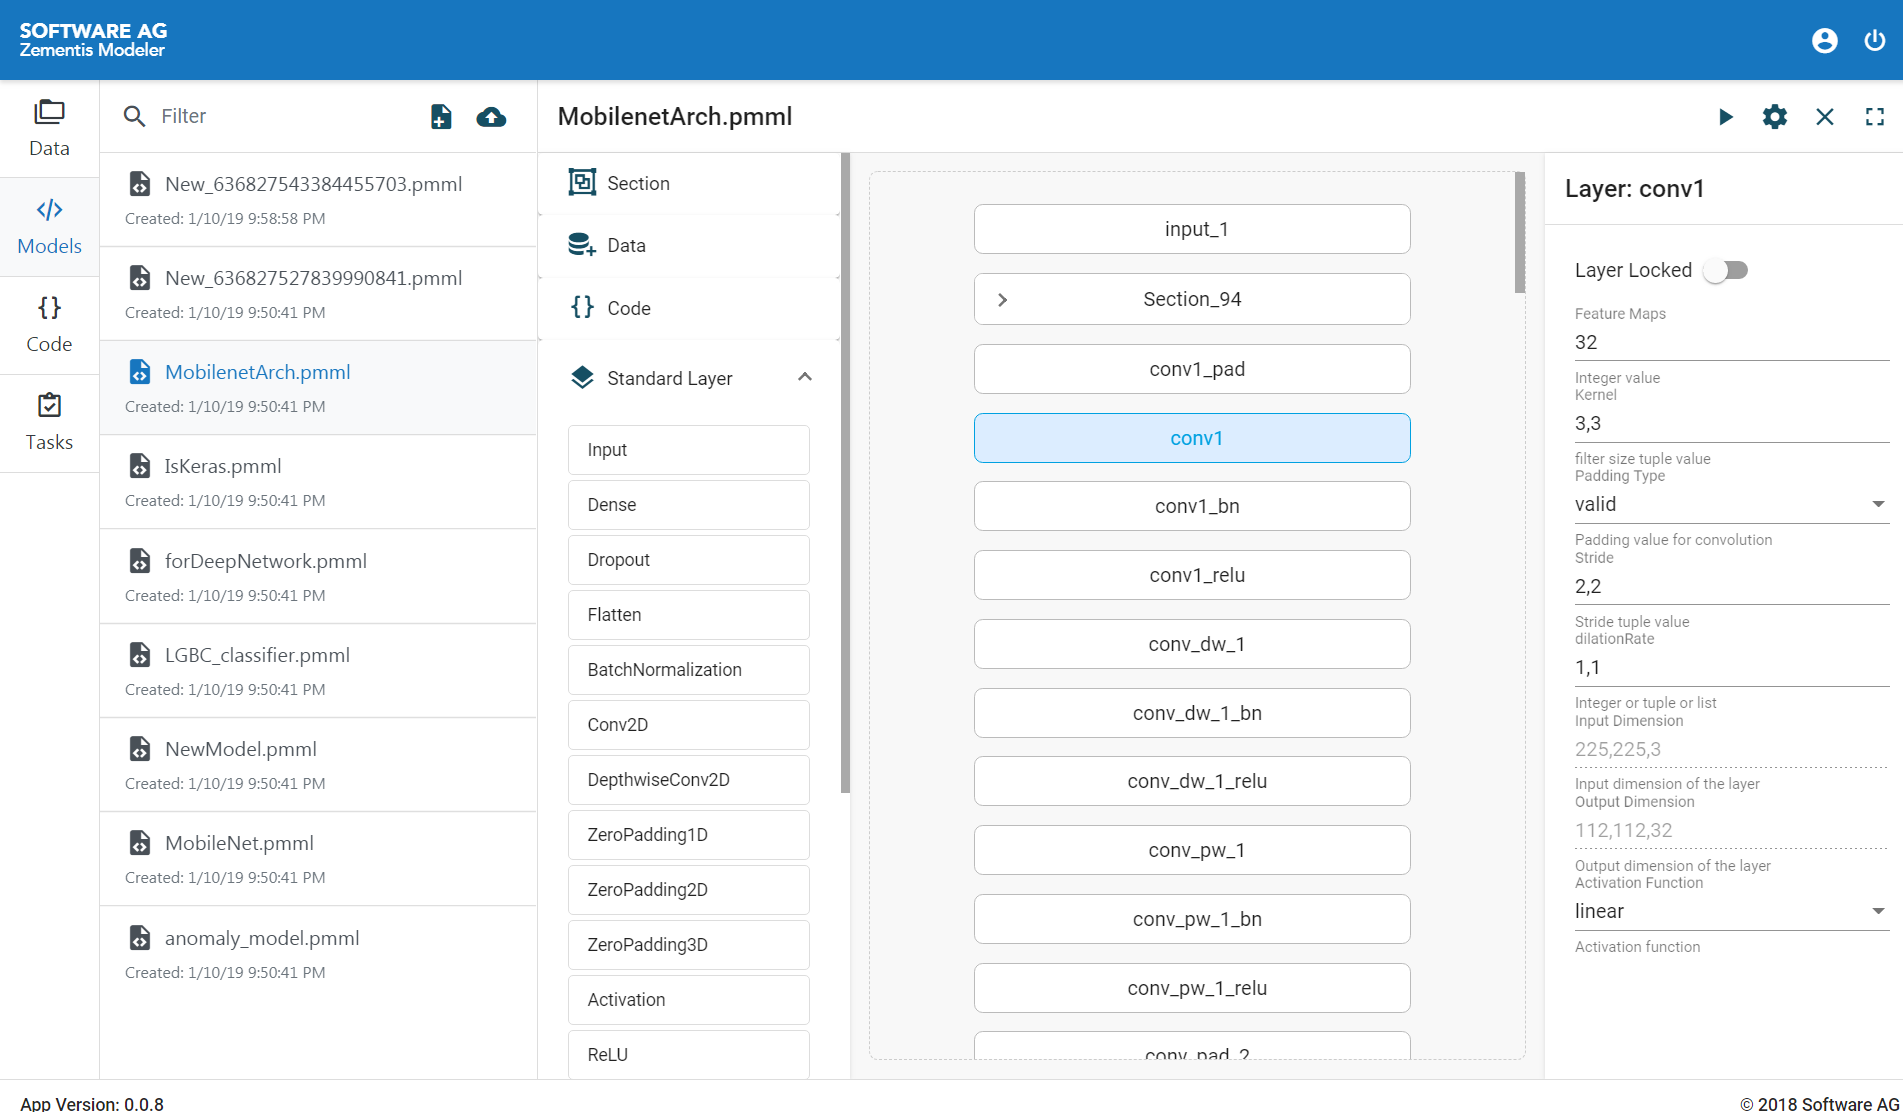 SOFTWARE AG
Zementis Modeler
Data
Models
Code
Tasks
Filter
New_636827543384455703.pmml
Created: 1/10/19 9:58:58 PM
New_636827527839990841.pmml
Created: 1/10/19 9:50:41 PM
MobilenetArch.pmml
Created: 1/10/19 9:50:41 PM
IsKeras.pmml
Created: 1/10/19 9:50:41 PM
forDeepNetwork.pmml
Created: 1/10/19 9:50:41 PM
LGBC_classifier.pmml
Created: 1/10/19 9:50:41 PM
NewModel.pmml
Created: 1/10/19 9:50:41 PM
MobileNet.pmml
Created: 1/10/19 9:50:41 PM
anomaly_model.pmml
Created: 1/10/19 9:50:41 PM
MobilenetArch.pmml
Section
Data
Code
Standard Layer
Input
Dense
Dropout
Flatten
BatchNormalization
Conv2D
DepthwiseConv2D
ZeroPadding1D
ZeroPadding2D
ZeroPadding3D
Activation
ReLU
input_1
Section_94
conv1_pad
conv1
conv1_bn
conv1_relu
conv_dw_1
conv_dw_1_bn
conv_dw_1_relu
conv_pw_1
conv_pw_1_bn
conv_pw_1_relu
conv_pad_2
Layer: conv1
Layer Locked
Feature Maps
32
Integer value
Kernel
3,3
filter size tuple value
Padding Type
valid
Padding value for convolution
Stride
2,2
Stride tuple value
dilationRate
1,1
Integer or tuple or list
Input Dimension
225,225,3
Input dimension of the layer
Output Dimension
112,112,32
Output dimension of the layer
Activation Function
linear
Activation function
App Version: 0.0.8
© 2018 Software AG